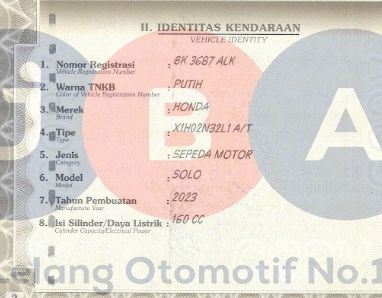 II. IDENTITAS KENDARAAN
VEHICLE IDENTITY
1. Nomor Registrasi : BK 3687 ALK
Vehicle Registration Number
2. Warna TNKB : PUTIH
Color of Vehicle Registration Number
3. Merek : HONDA
Brand
4. Tipe : X1H02N32L1 A/T
Type
5. Jenis : SEPEDA MOTOR
Category
6. Model : SOLO
Model
7. Tahun Pembuatan : 2023
Manufacture Year
8. Isi Silinder/Daya Listrik : 160 CC
Cylinder Capacity/Electrical Power
BA
elang Otomotif No.1